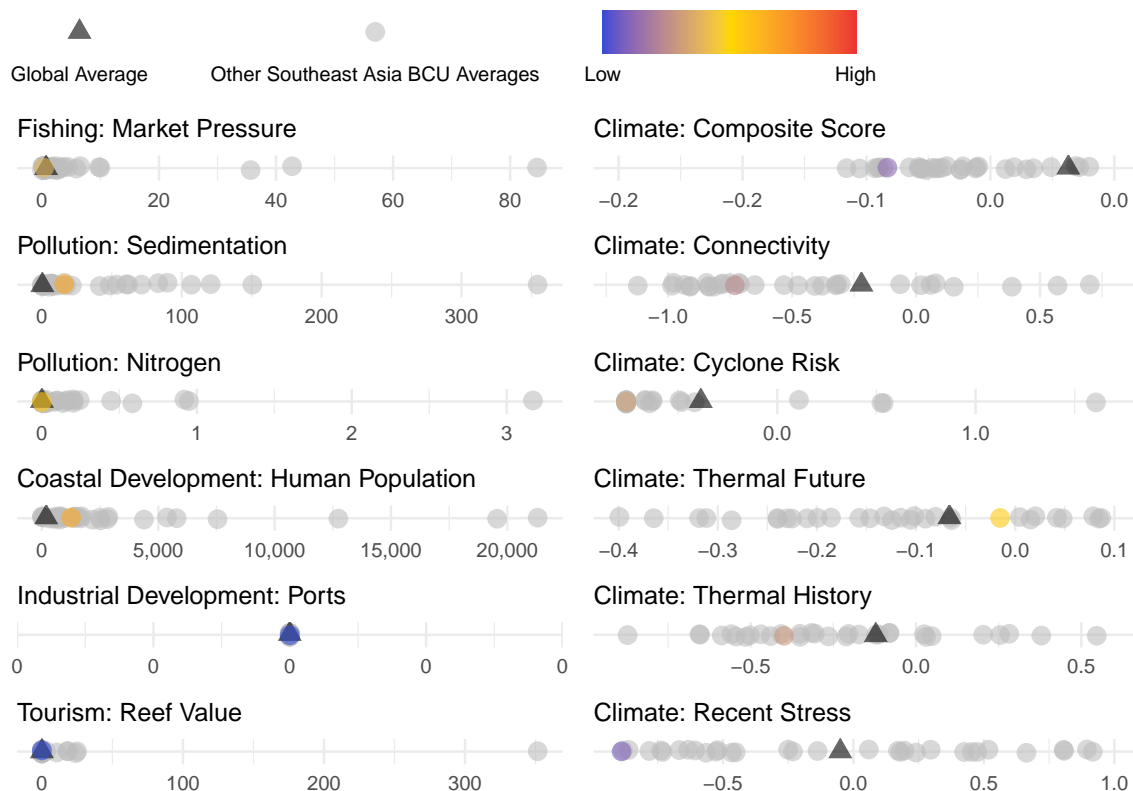 Global Average
Other Southeast Asia BCU Averages
Low
High
Fishing: Market Pressure
0 20 40 60 80
Climate: Composite Score
−0.2 −0.2 −0.1 0.0 0.0
Pollution: Sedimentation
0 100 200 300
Climate: Connectivity
−1.0 −0.5 0.0 0.5
Pollution: Nitrogen
0 1 2 3
Climate: Cyclone Risk
0.0 1.0
Coastal Development: Human Population
0 5,000 10,000 15,000 20,000
Climate: Thermal Future
−0.4 −0.3 −0.2 −0.1 0.0 0.1
Industrial Development: Ports
0 0 0 0 0
Climate: Thermal History
−0.5 0.0 0.5
Tourism: Reef Value
0 100 200 300
Climate: Recent Stress
−0.5 0.0 0.5 1.0